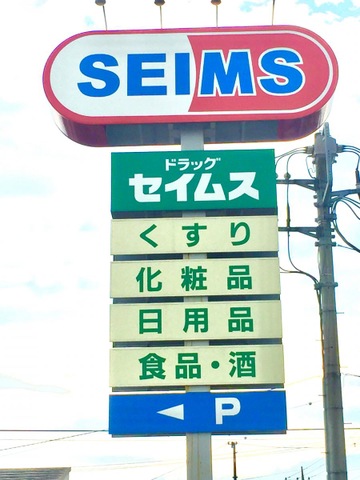 SEIMS
ドラッグ
セイムス
くすり
化粧品
日用品
食品・酒
◀ P